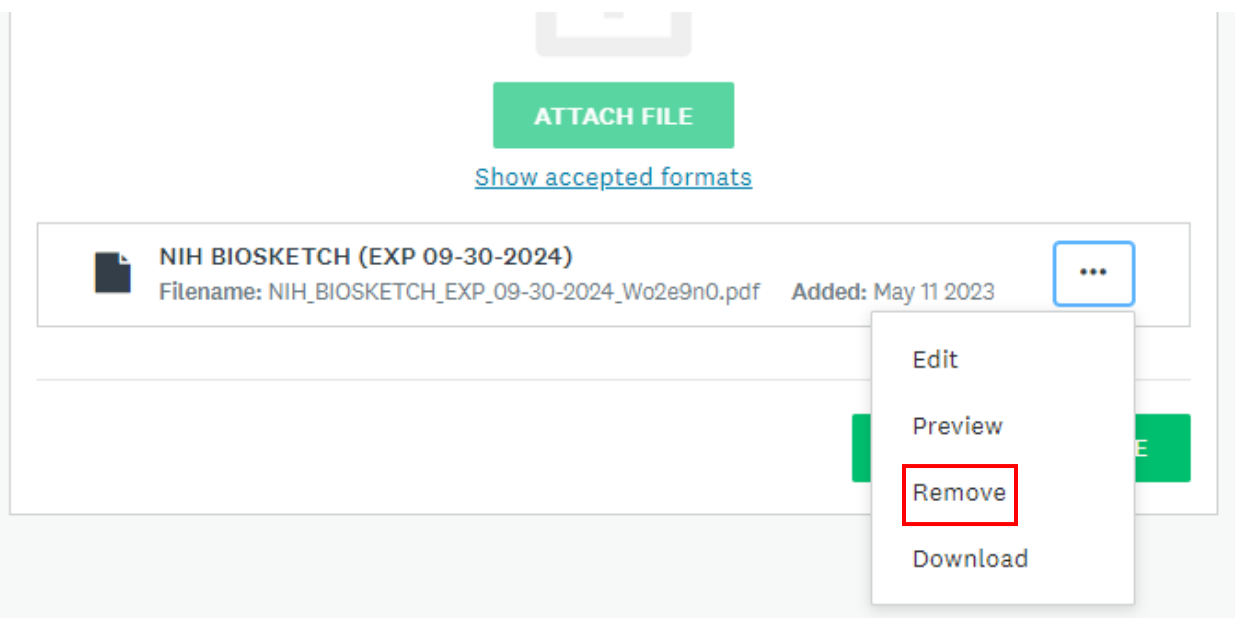 ATTACH FILE
Show accepted formats
NIH BIOSKETCH (EXP 09-30-2024)
Filename: NIH_BIOSKETCH_EXP_09-30-2024_Wo2e9n0.pdf Added: May 11 2023
Edit
Preview
Remove
Download